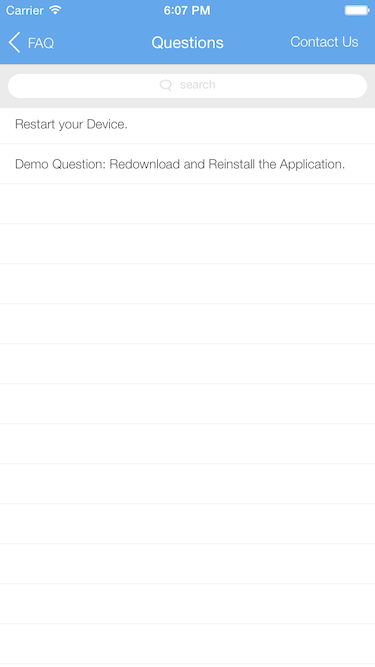 Carrier 6:07 PM
FAQ Questions Contact Us
search
Restart your Device.
Demo Question: Redownload and Reinstall the Application.